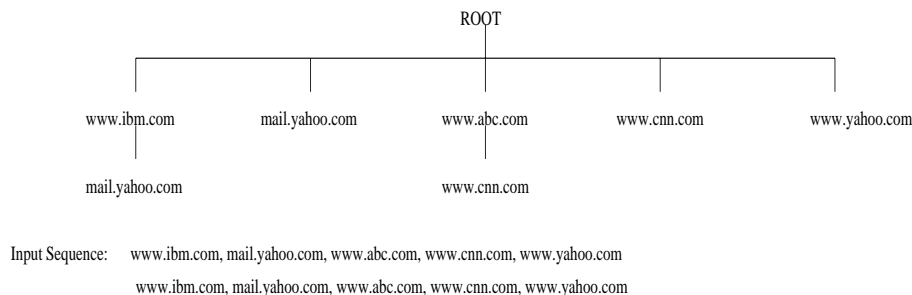 ROOT
www.ibm.com mail.yahoo.com www.abc.com www.cnn.com www.yahoo.com
mail.yahoo.com www.cnn.com
Input Sequence: www.ibm.com, mail.yahoo.com, www.abc.com, www.cnn.com, www.yahoo.com
www.ibm.com, mail.yahoo.com, www.abc.com, www.cnn.com, www.yahoo.com